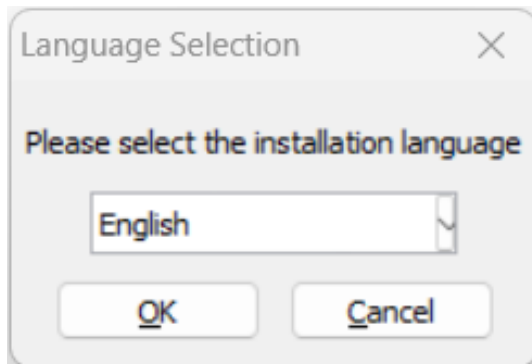 Language Selection
Please select the installation language
English
OK
Cancel